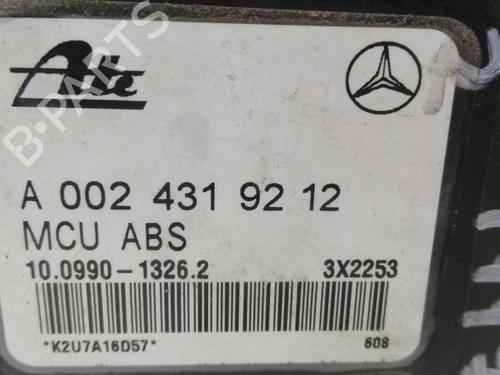 Ate
A 002 431 92 12
MCU ABS
10.0990-1326.2 3X2253
*K2U7A16D57* 608
B-PARTS